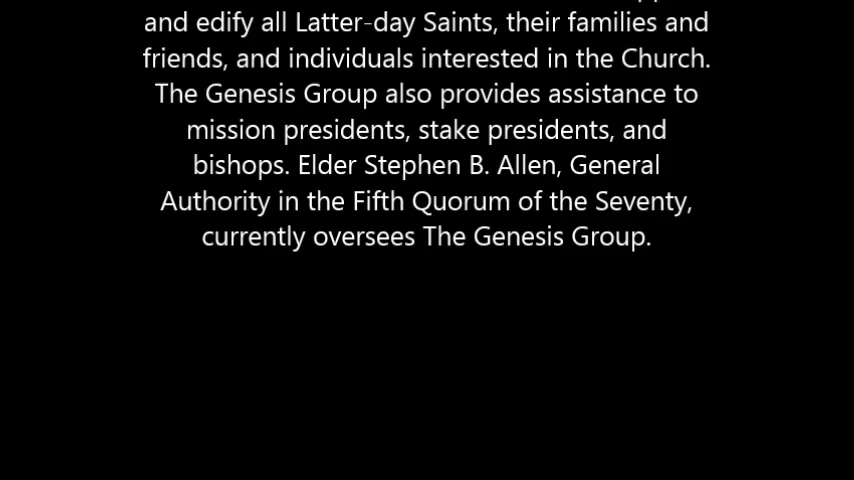 and edify all Latter-day Saints, their families and
friends, and individuals interested in the Church.
The Genesis Group also provides assistance to
mission presidents, stake presidents, and
bishops. Elder Stephen B. Allen, General
Authority in the Fifth Quorum of the Seventy,
currently oversees The Genesis Group.